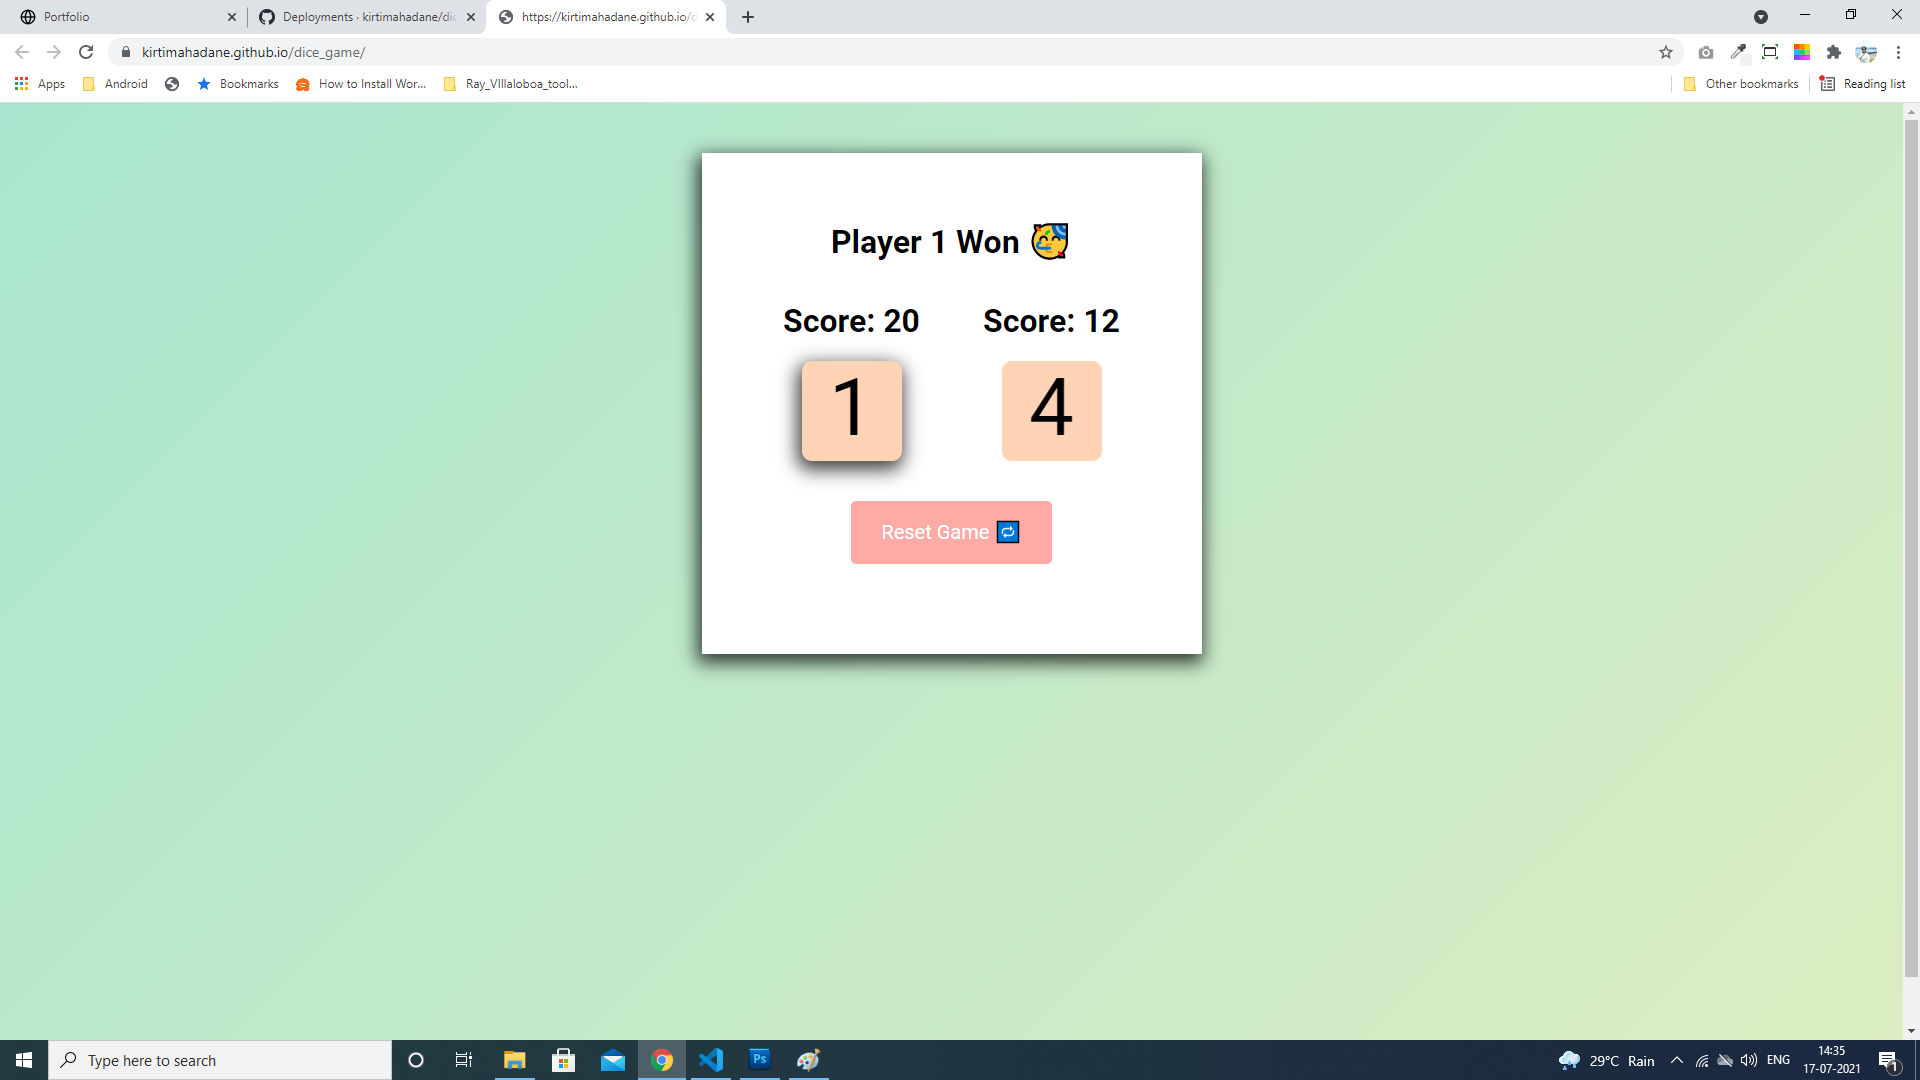 Portfolio
Deployments · kirtimahadane/dic
https://kirtimahadane.github.io/d
kirtimahadane.github.io/dice_game/
Apps
Android
Bookmarks
How to Install Wor...
Ray_VIllaloboa_tool...
Other bookmarks
Reading list
Player 1 Won 🥳
Score: 20
Score: 12
1
4
Reset Game 🔁
Type here to search
Ps
29°C Rain
ENG
14:35
17-07-2021
1